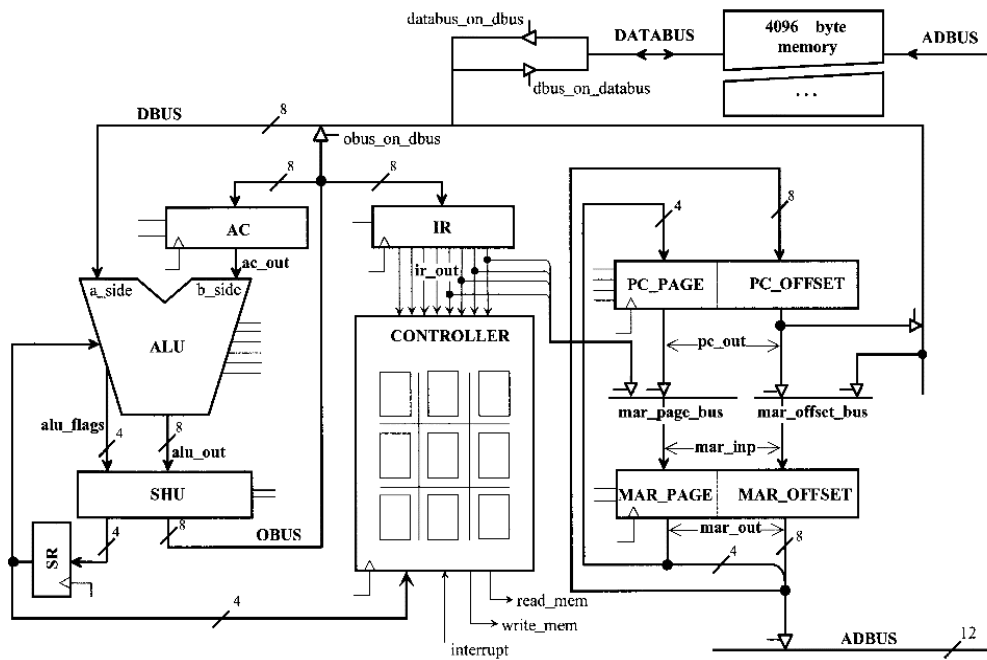 databus_on_dbus
DATABUS
4096 byte
memory
ADBUS
dbus_on_databus
...
DBUS
8
obus_on_dbus
8
8
4
8
AC
IR
ac_out
ir_out
a_side
b_side
PC_PAGE
PC_OFFSET
CONTROLLER
ALU
pc_out
mar_page_bus
mar_offset_bus
alu_flags
4
8
alu_out
mar_inp
SHU
MAR_PAGE
MAR_OFFSET
4
8
OBUS
mar_out
SR
4
8
4
read_mem
write_mem
interrupt
ADBUS
12